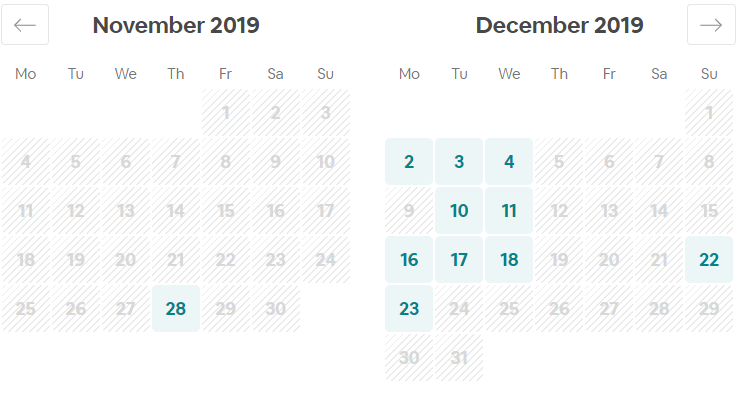 November 2019
Mo Tu We Th Fr Sa Su
1 2 3
4 5 6 7 8 9 10
11 12 13 14 15 16 17
18 19 20 21 22 23 24
25 26 27 28 29 30
December 2019
Mo Tu We Th Fr Sa Su
1
2 3 4 5 6 7 8
9 10 11 12 13 14 15
16 17 18 19 20 21 22
23 24 25 26 27 28 29
30 31